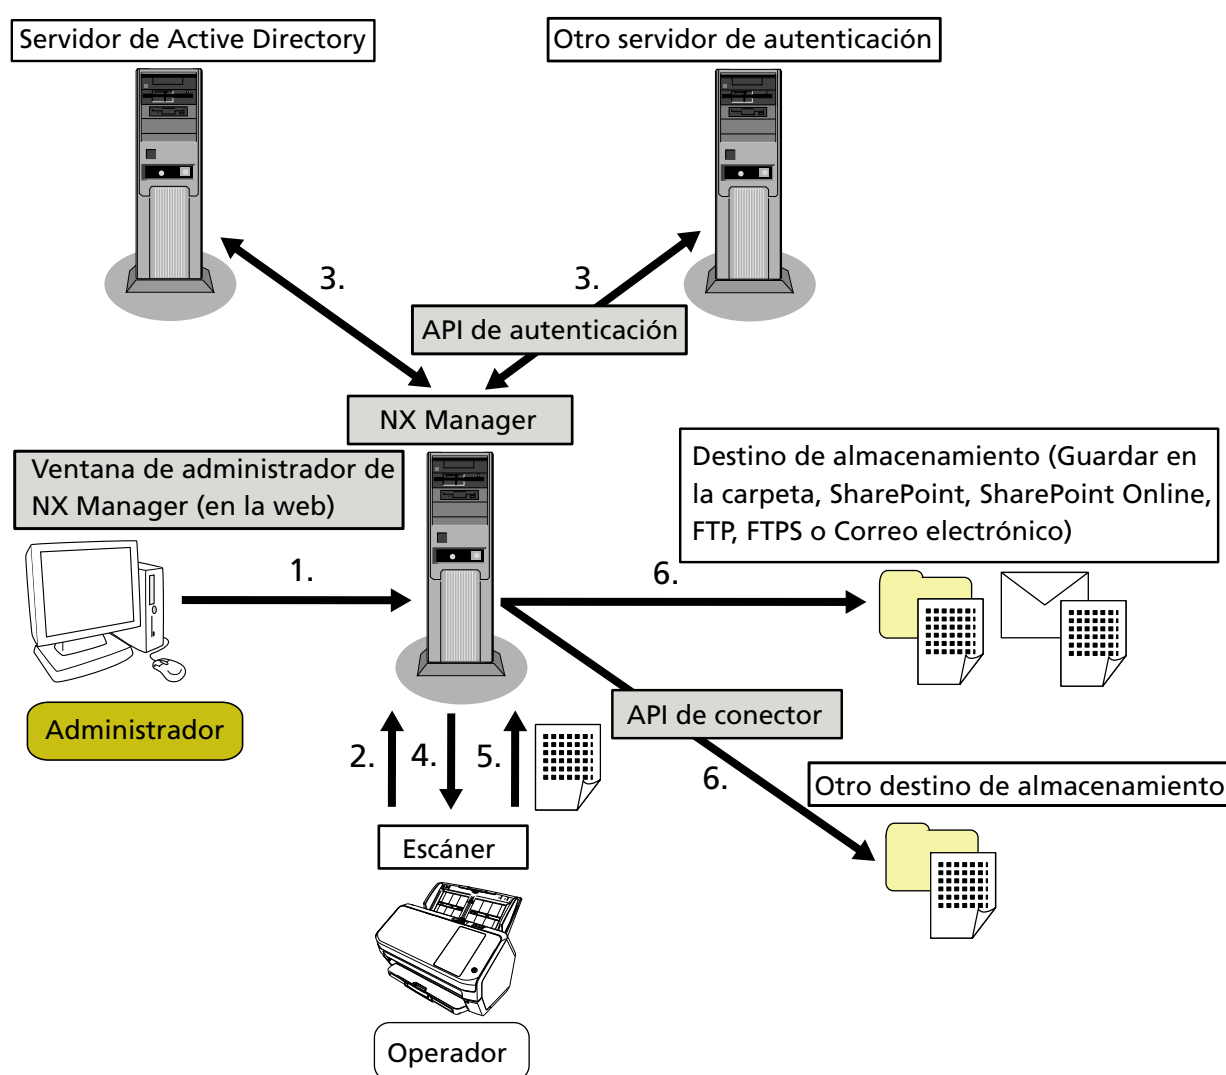 Servidor de Active Directory
Otro servidor de autenticación
3.
3.
API de autenticación
NX Manager
Ventana de administrador de
NX Manager (en la web)
Destino de almacenamiento (Guardar en
la carpeta, SharePoint, SharePoint Online,
FTP, FTPS o Correo electrónico)
1.
6.
Administrador
API de conector
2.
4.
5.
6.
Otro destino de almacenamiento
Escáner
Operador